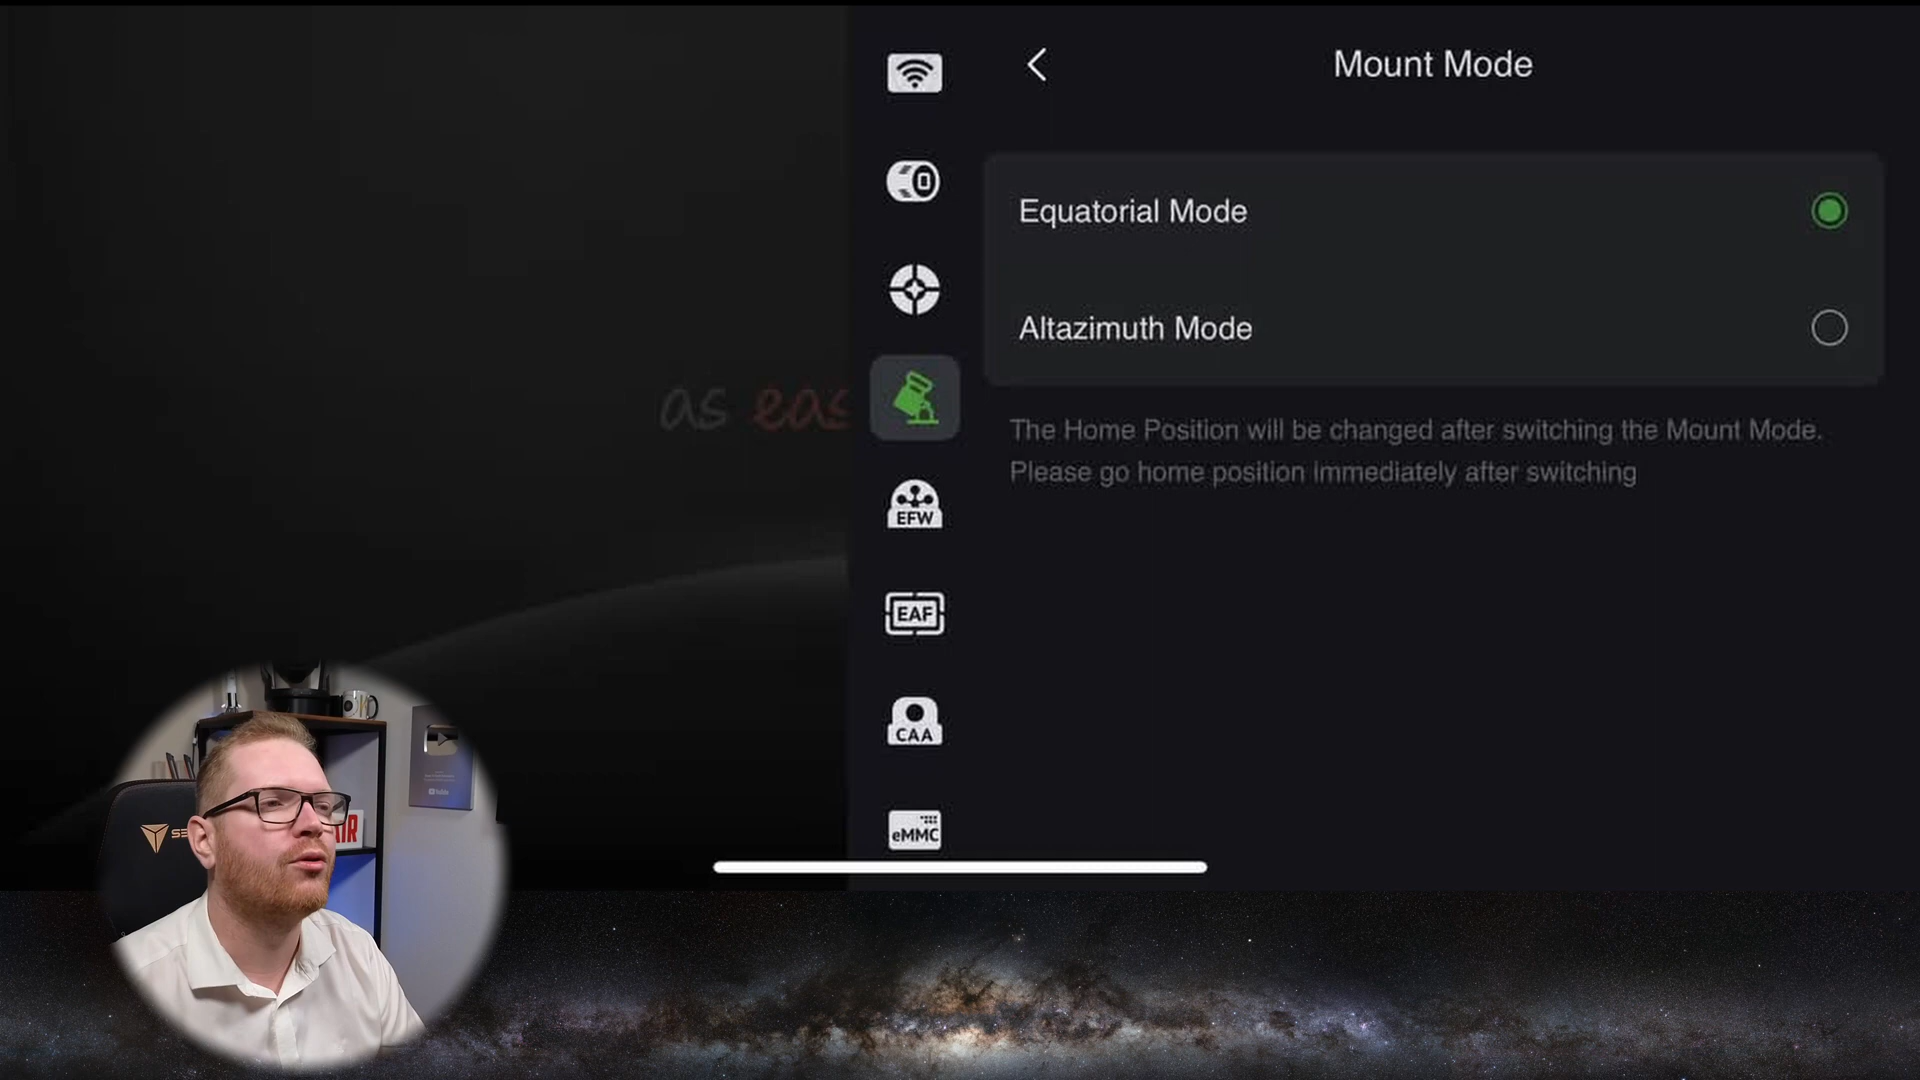 Mount Mode
Equatorial Mode
Altazimuth Mode
The Home Position will be changed after switching the Mount Mode.
Please go home position immediately after switching
as eas
EFW
EAF
CAA
eMMC